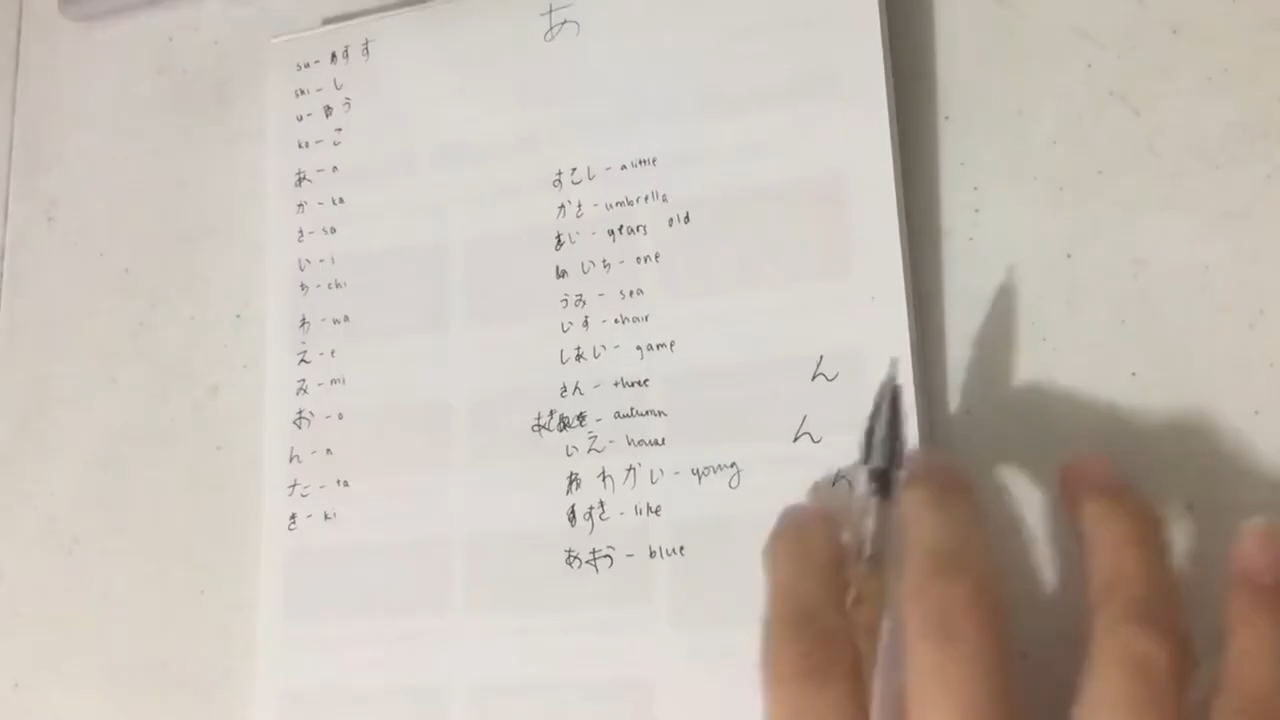 あ
su - す す
shi - し
u - う
ko - こ
あ - a
か - ka
さ - sa
い - i
ち - chi
わ - wa
え - e
み - mi
お - o
ん - n
た - ta
き - ki
すこし - a little
かさ - umbrella
さい - years old
いち - one
うみ - sea
いす - chair
しあい - game
さん - three
- autumn
いえ - house
わかい - young
すき - like
- blue
ん
ん